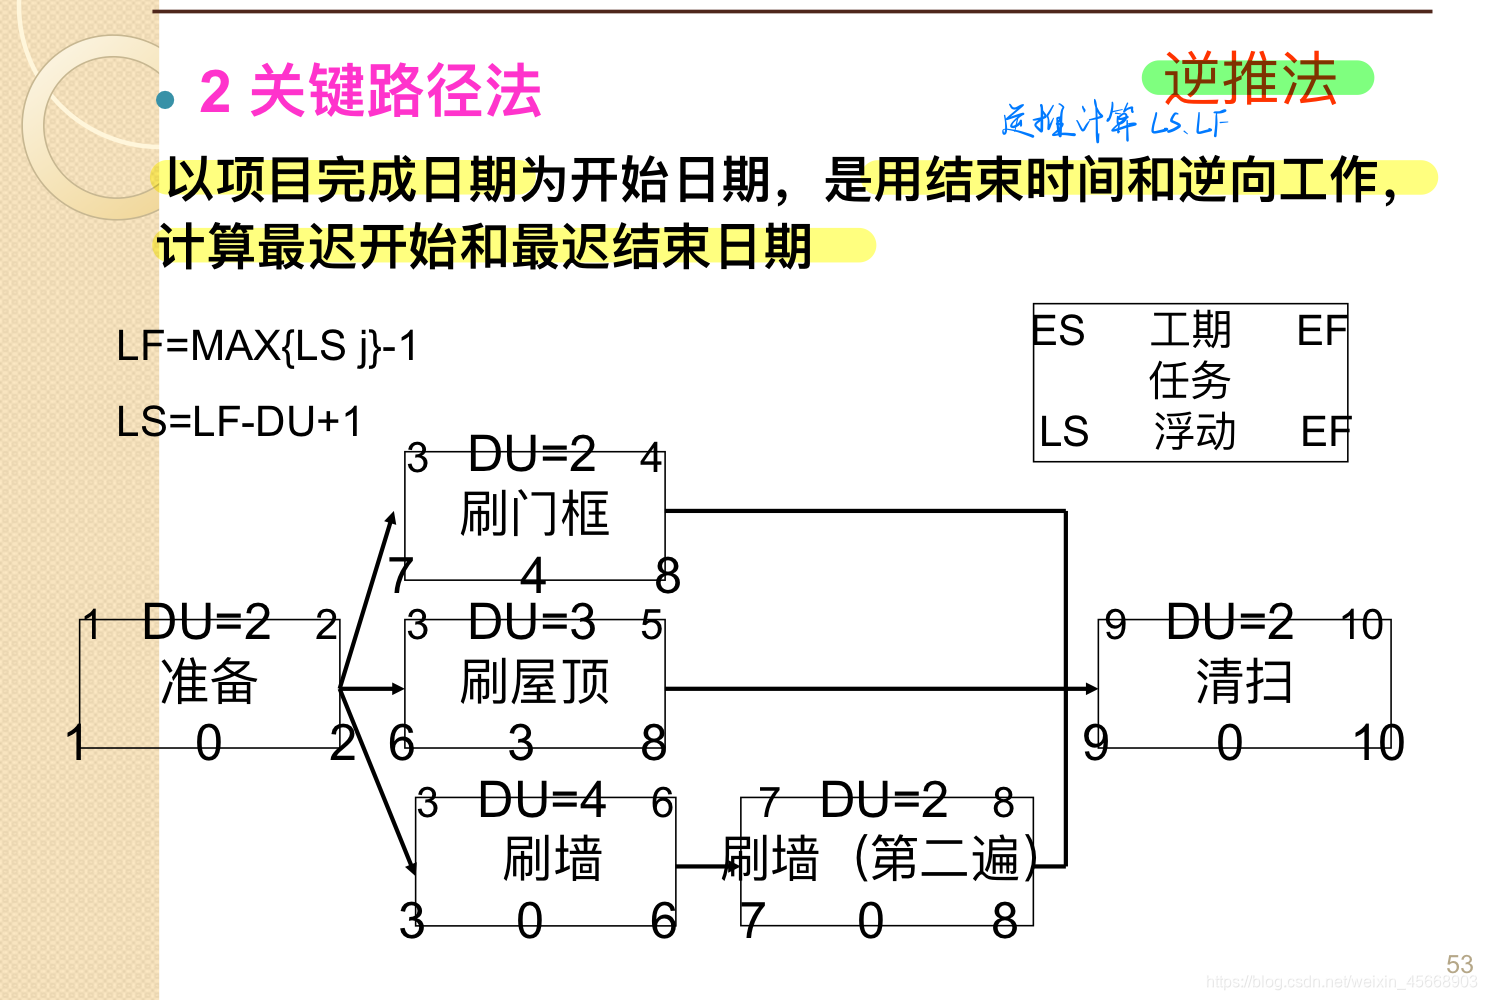 2 关键路径法
逆推法
逆推计算 LS、LF
以项目完成日期为开始日期，是用结束时间和逆向工作，
计算最迟开始和最迟结束日期
LF=MAX{LS j}-1
LS=LF-DU+1
ES 工期 EF
任务
LS 浮动 EF
3 DU=2 4
刷门框
7 4 8
1 DU=2 2
准备
1 0 2
3 DU=3 5
刷屋顶
6 3 8
9 DU=2 10
清扫
9 0 10
3 DU=4 6
刷墙
3 0 6
7 DU=2 8
刷墙（第二遍）
7 0 8
53
https://blog.csdn.net/weixin_45668903